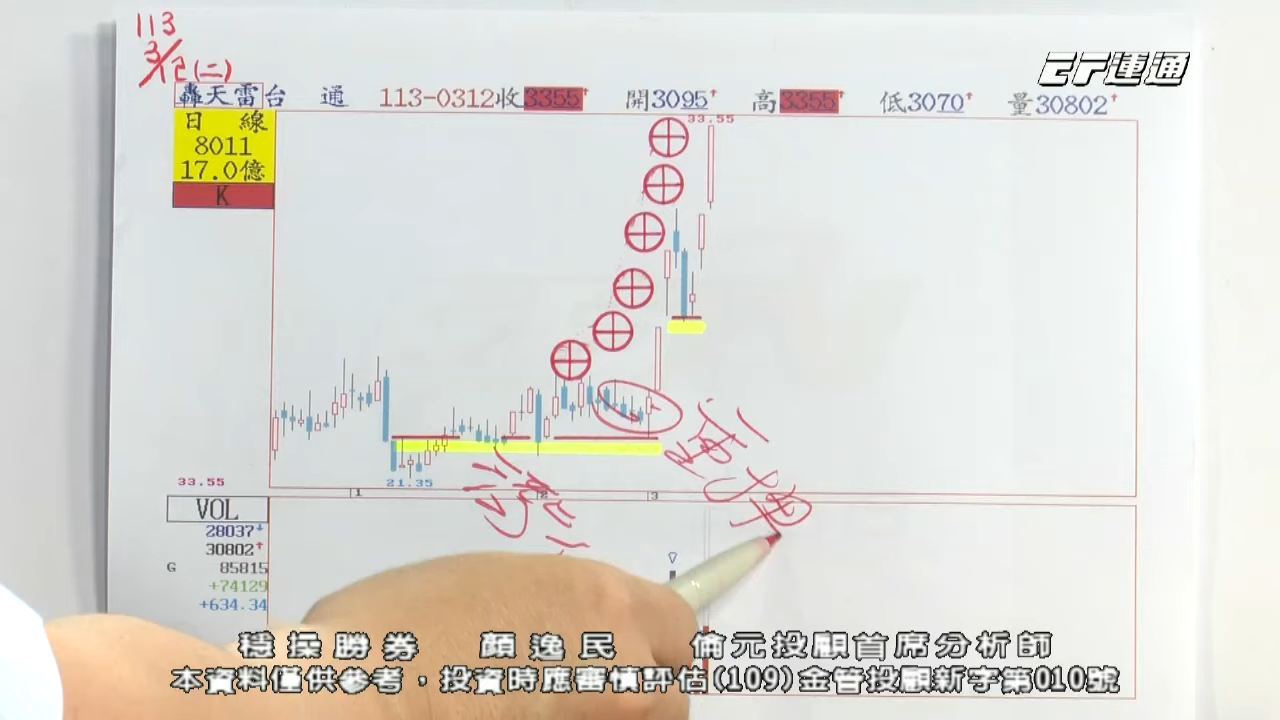 113
3/12(二)
ET運通
轟天雷台 通 113-0312收3355↑ 開3095↑ 高3355↑ 低3070↑ 量30802↑
日 線
8011
17.0億
K
33.55
33.55
21.35
1 2 3
VOL
28037↓
30802↑
G 85815
+74129
+634.34
穩操勝券 顏逸民 倫元投顧首席分析師
本資料僅供參考，投資時應審慎評估(109)金管投顧新字第010號